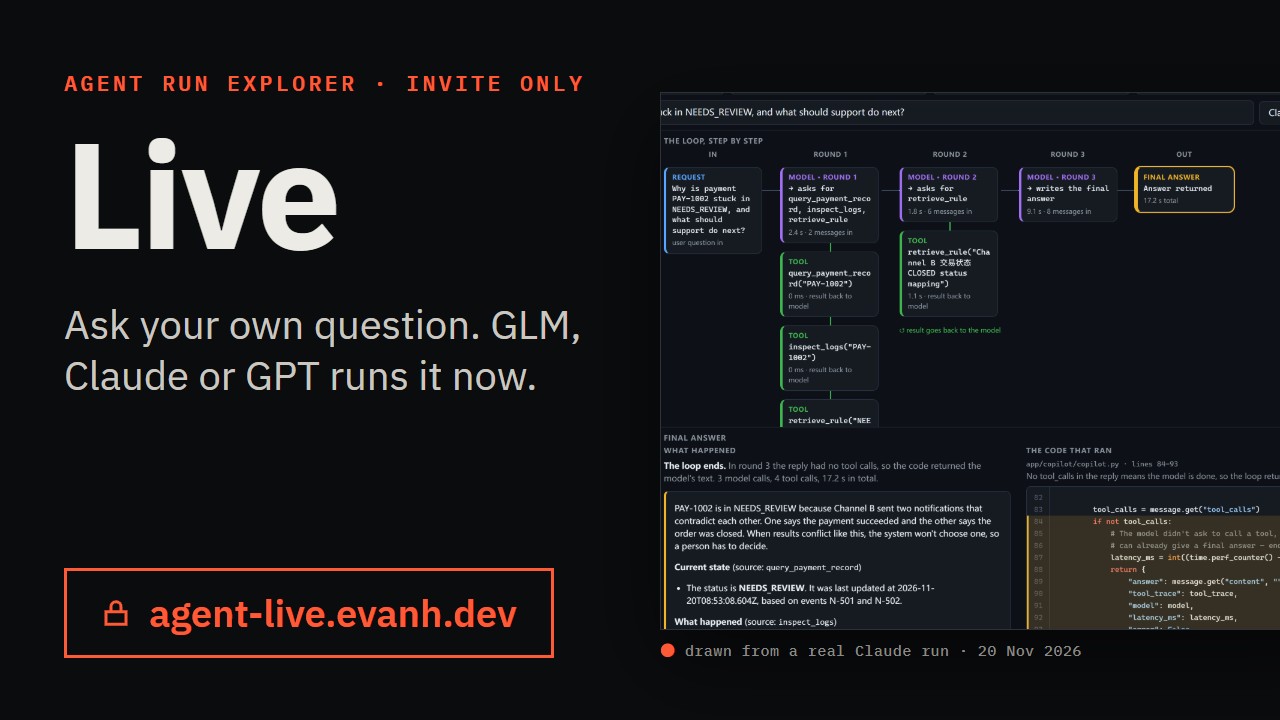 AGENT RUN EXPLORER · INVITE ONLY
Live
Ask your own question. GLM,
Claude or GPT runs it now.
agent-live.evanh.dev
ck in NEEDS_REVIEW, and what should support do next?
Cla
THE LOOP, STEP BY STEP
IN
ROUND 1
ROUND 2
ROUND 3
OUT
REQUEST
Why is payment
PAY-1002 stuck in
NEEDS_REVIEW, and
what should
support do next?
user question in
MODEL • ROUND 1
→ asks for
query_payment_reco
rd, inspect_logs,
retrieve_rule
2.4 s · 2 messages in
TOOL
query_payment_reco
rd("PAY-1002")
0 ms · result back to
model
TOOL
inspect_logs("PAY-
1002")
0 ms · result back to
model
TOOL
retrieve_rule("NEE
MODEL • ROUND 2
→ asks for
retrieve_rule
1.8 s · 6 messages in
TOOL
retrieve_rule("Cha
nnel B 交易状态
CLOSED status
mapping")
1.1 s · result back to
model
↺ result goes back to the model
MODEL • ROUND 3
→ writes the final
answer
9.1 s · 8 messages in
FINAL ANSWER
Answer returned
17.2 s total
FINAL ANSWER
WHAT HAPPENED
The loop ends. In round 3 the reply had no tool calls, so the code returned the
model's text. 3 model calls, 4 tool calls, 17.2 s in total.
PAY-1002 is in NEEDS_REVIEW because Channel B sent two notifications that
contradict each other. One says the payment succeeded and the other says the
order was closed. When results conflict like this, the system won't choose one, so
a person has to decide.
Current state (source: query_payment_record)
• The status is NEEDS_REVIEW. It was last updated at 2026-11-
20T08:53:08.604Z, based on events N-501 and N-502.
What happened (source: inspect_logs)
THE CODE THAT RAN
app/copilot/copilot.py · lines 84–93
No tool_calls in the reply means the model is done, so the loop retu
82
83 tool_calls = message.get("tool_calls")
84 if not tool_calls:
85 # The model didn't ask to call a tool,
86 # can already give a final answer — end
87 latency_ms = int((time.perf_counter() -
88 return {
89 "answer": message.get("content", ""
90 "tool_trace": tool_trace,
91 "model": model,
92 "latency_ms": latency_ms,
drawn from a real Claude run · 20 Nov 2026